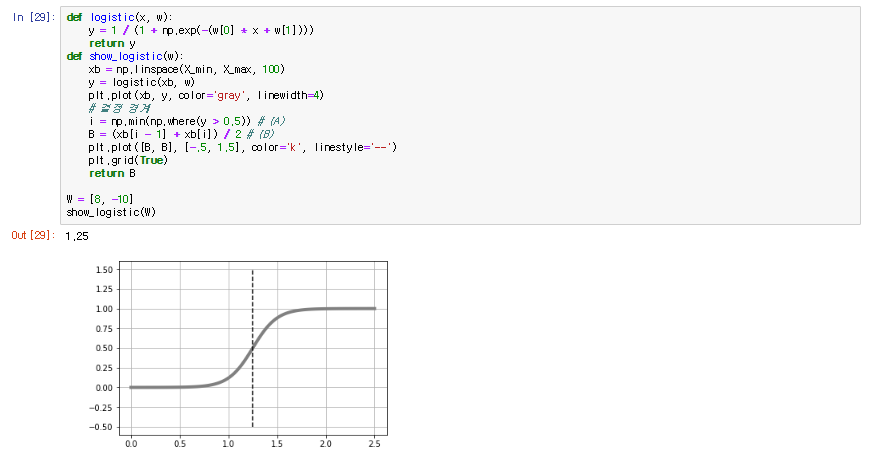 In [29]: def logistic(x, w):
y = 1 / (1 + np.exp(-(w[0] * x + w[1])))
return y
def show_logistic(w):
xb = np.linspace(X_min, X_max, 100)
y = logistic(xb, w)
plt.plot(xb, y, color='gray', linewidth=4)
# 결정 경계
i = np.min(np.where(y > 0.5)) # (A)
B = (xb[i - 1] + xb[i]) / 2 # (B)
plt.plot([B, B], [-.5, 1.5], color='k', linestyle='--')
plt.grid(True)
return B
W = [8, -10]
show_logistic(W)
Out[29]: 1.25
1.50
1.25
1.00
0.75
0.50
0.25
0.00
−0.25
−0.50
0.0 0.5 1.0 1.5 2.0 2.5